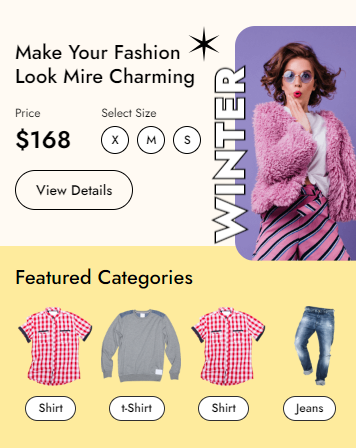 Make Your Fashion
Look Mire Charming
Price
Select Size
$168
X
M
S
WINTER
View Details
Featured Categories
Shirt
t-Shirt
Shirt
Jeans